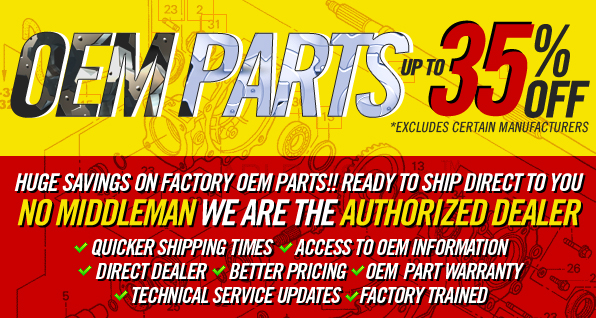 OEM PARTS
UP TO 35% OFF
*EXCLUDES CERTAIN MANUFACTURERS
HUGE SAVINGS ON FACTORY OEM PARTS!! READY TO SHIP DIRECT TO YOU
NO MIDDLEMAN WE ARE THE AUTHORIZED DEALER
✓ QUICKER SHIPPING TIMES ✓ ACCESS TO OEM INFORMATION
✓ DIRECT DEALER ✓ BETTER PRICING ✓ OEM PART WARRANTY
✓ TECHNICAL SERVICE UPDATES ✓ FACTORY TRAINED